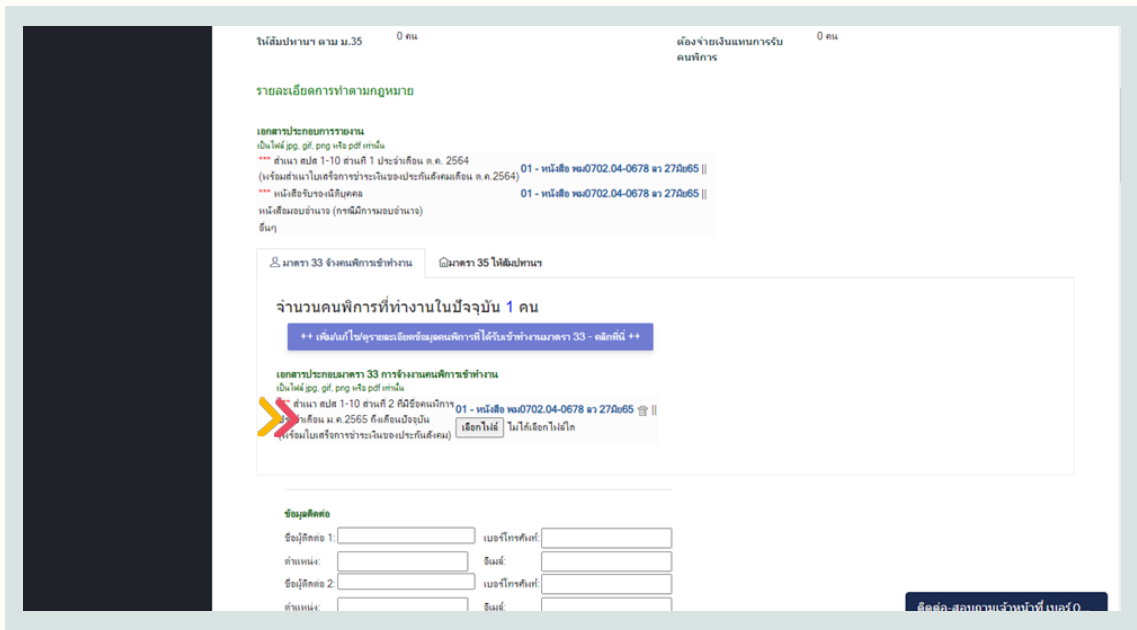 ให้สัมปทานฯ ตาม ม.35 0 คน ต้องจ่ายเงินแทนการรับ 0 คน
คนพิการ
รายละเอียดการทำตามกฎหมาย
เอกสารประกอบการรายงาน
เป็นไฟล์ jpg, gif, png หรือ pdf เท่านั้น
*** สำเนา สปส 1-10 ส่วนที่ 1 ประจำเดือน ต.ค. 2564
(พร้อมสำเนาใบเสร็จการชำระเงินของประกันสังคมเดือน ต.ค.2564) 01 - หนังสือ พม0702.04-0678 ลว 27มิย65 ||
*** หนังสือรับรองนิติบุคคล 01 - หนังสือ พม0702.04-0678 ลว 27มิย65 ||
หนังสือมอบอำนาจ (กรณีมีการมอบอำนาจ)
อื่นๆ
มาตรา 33 จ้างคนพิการเข้าทำงาน มาตรา 35 ให้สัมปทานฯ
จำนวนคนพิการที่ทำงานในปัจจุบัน 1 คน
++ เพิ่ม/แก้ไข/ดูรายละเอียดข้อมูลคนพิการที่ได้รับเข้าทำงานมาตรา 33 - คลิกที่นี่ ++
เอกสารประกอบมาตรา 33 การจ้างงานคนพิการเข้าทำงาน
เป็นไฟล์ jpg, gif, png หรือ pdf เท่านั้น
สำเนา สปส 1-10 ส่วนที่ 2 ที่มีชื่อคนพิการ 01 - หนังสือ พม0702.04-0678 ลว 27มิย65 ||
ม.ค.2565 ถึงเดือนปัจจุบัน เลือกไฟล์ ไม่ได้เลือกไฟล์ใด
(พร้อมใบเสร็จการชำระเงินของประกันสังคม)
ข้อมูลติดต่อ
ชื่อผู้ติดต่อ 1: เบอร์โทรศัพท์:
ตำแหน่ง: อีเมล์:
ชื่อผู้ติดต่อ 2: เบอร์โทรศัพท์:
ตำแหน่ง: อีเมล์:
ติดต่อ-สอบถามเจ้าหน้าที่ เบอร์ 0...